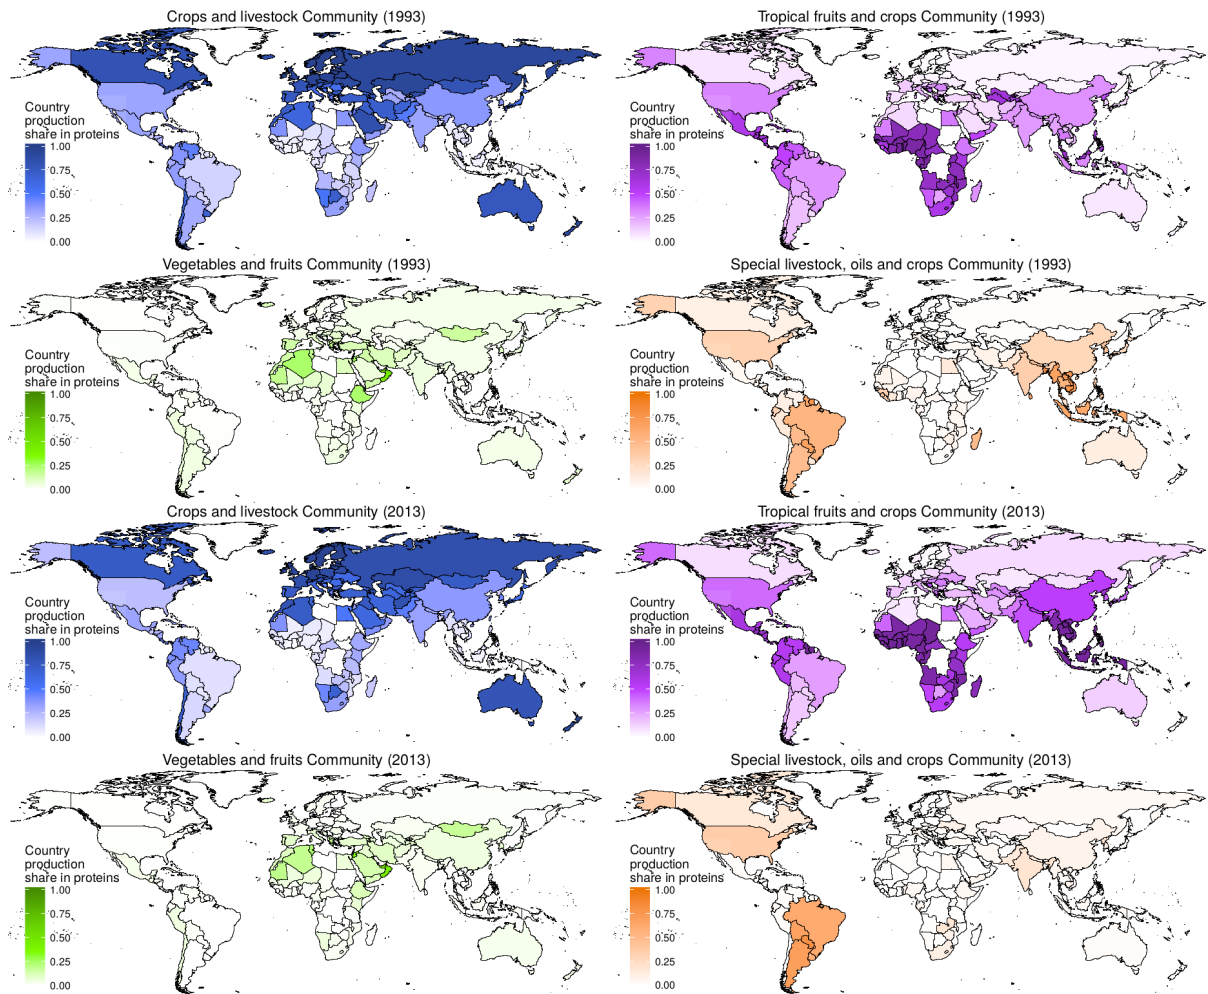 Crops and livestock Community (1993)
Country
production
share in proteins
1.00
0.75
0.50
0.25
0.00
Tropical fruits and crops Community (1993)
Country
production
share in proteins
1.00
0.75
0.50
0.25
0.00
Vegetables and fruits Community (1993)
Country
production
share in proteins
1.00
0.75
0.50
0.25
0.00
Special livestock, oils and crops Community (1993)
Country
production
share in proteins
1.00
0.75
0.50
0.25
0.00
Crops and livestock Community (2013)
Country
production
share in proteins
1.00
0.75
0.50
0.25
0.00
Tropical fruits and crops Community (2013)
Country
production
share in proteins
1.00
0.75
0.50
0.25
0.00
Vegetables and fruits Community (2013)
Country
production
share in proteins
1.00
0.75
0.50
0.25
0.00
Special livestock, oils and crops Community (2013)
Country
production
share in proteins
1.00
0.75
0.50
0.25
0.00